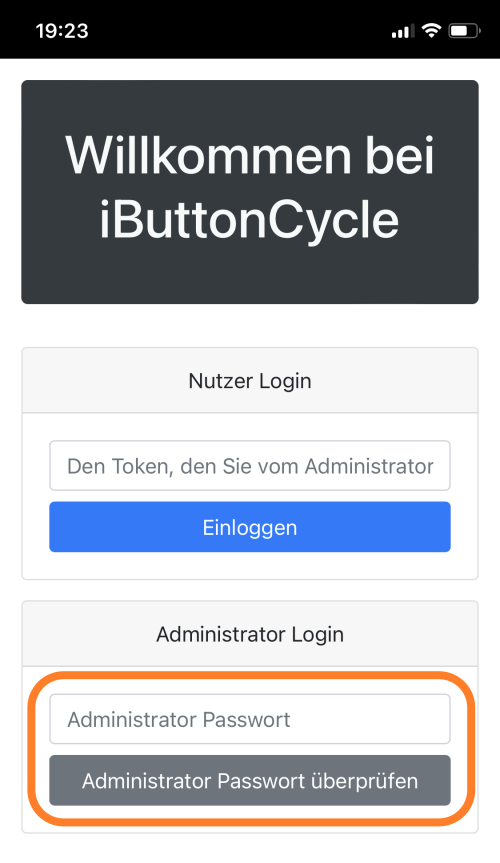 19:23
Willkommen bei
iButtonCycle
Nutzer Login
Den Token, den Sie vom Administrator
Einloggen
Administrator Login
Administrator Passwort
Administrator Passwort überprüfen